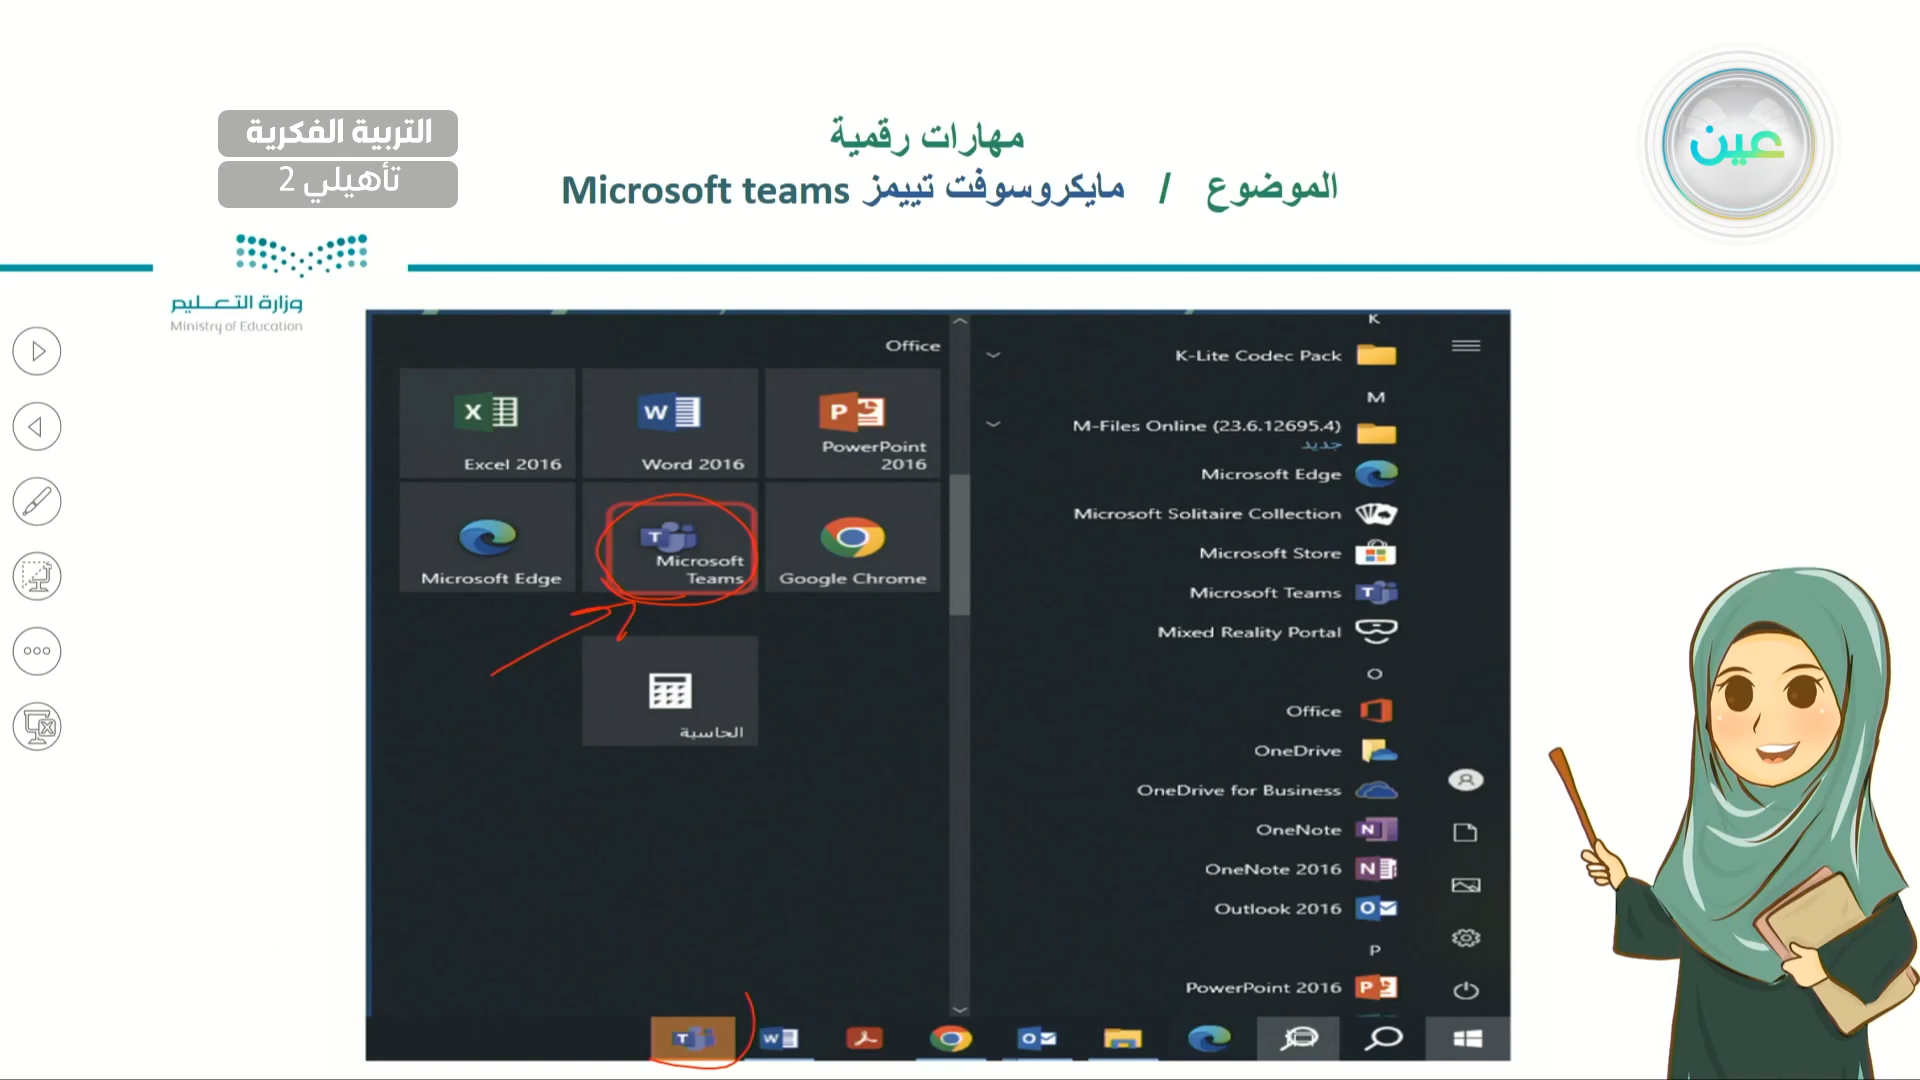 عين
مهارات رقمية
الموضوع / مايكروسوفت تييمز Microsoft teams
التربية الفكرية
تأهيلي 2
وزارة التعليم
Ministry of Education
K
K-Lite Codec Pack
M
M-Files Online (23.6.12695.4)
جديد
Microsoft Edge
Microsoft Solitaire Collection
Microsoft Store
Microsoft Teams
Mixed Reality Portal
O
Office
OneDrive
OneDrive for Business
OneNote
OneNote 2016
Outlook 2016
P
PowerPoint 2016
Office
PowerPoint
2016
Word 2016
Excel 2016
Google Chrome
Microsoft
Teams
Microsoft Edge
الحاسبة